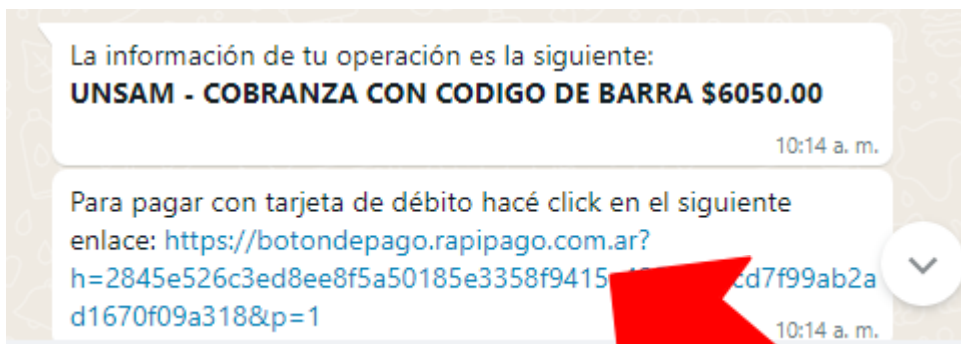 La información de tu operación es la siguiente:
UNSAM - COBRANZA CON CODIGO DE BARRA $6050.00
10:14 a. m.
Para pagar con tarjeta de débito hacé click en el siguiente
enlace: https://botondepago.rapipago.com.ar?
h=2845e526c3ed8ee8f5a50185e3358f9415 cd7f99ab2a
d1670f09a318&p=1
10:14 a. m.